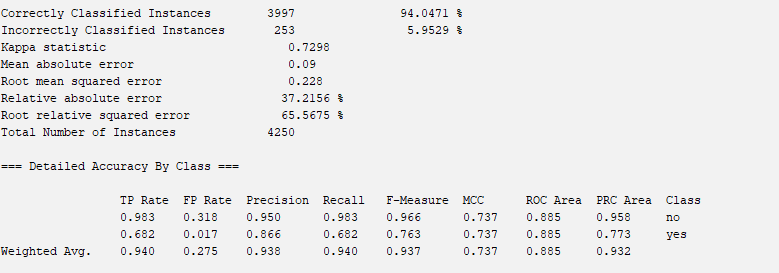 Correctly Classified Instances        3997               94.0471 %
Incorrectly Classified Instances       253                5.9529 %
Kappa statistic                          0.7298
Mean absolute error                      0.09
Root mean squared error                  0.228
Relative absolute error                 37.2156 %
Root relative squared error             65.5675 %
Total Number of Instances             4250
=== Detailed Accuracy By Class ===
                 TP Rate  FP Rate  Precision  Recall   F-Measure  MCC      ROC Area  PRC Area  Class
                 0.983    0.318    0.950      0.983    0.966      0.737    0.885     0.958     no
                 0.682    0.017    0.866      0.682    0.763      0.737    0.885     0.773     yes
Weighted Avg.    0.940    0.275    0.938      0.940    0.937      0.737    0.885     0.932